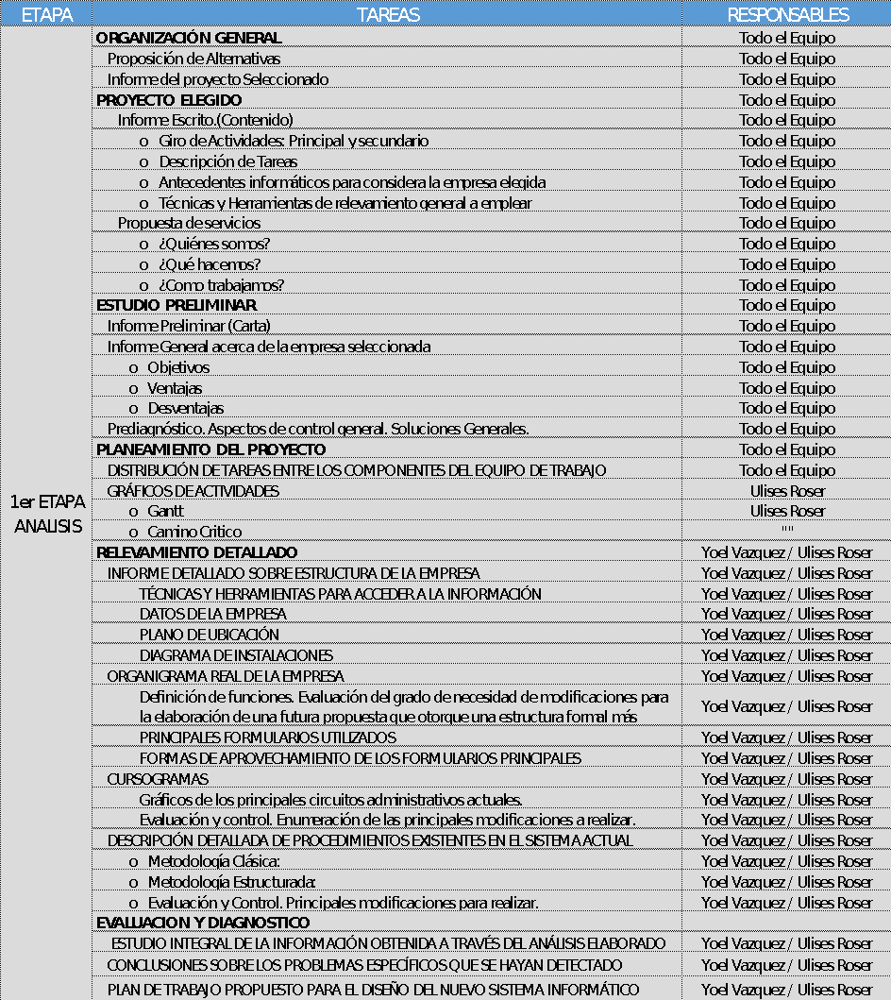 ETAPA TAREAS RESPONSABLES
ORGANIZACIÓN GENERAL Todo el Equipo
Proposición de Alternativas Todo el Equipo
Informe del proyecto Seleccionado Todo el Equipo
PROYECTO ELEGIDO Todo el Equipo
Informe Escrito.(Contenido) Todo el Equipo
o Giro de Actividades: Principal y secundario Todo el Equipo
o Descripción de Tareas Todo el Equipo
o Antecedentes informáticos para considera la empresa elegida Todo el Equipo
o Técnicas y Herramientas de relevamiento general a emplear Todo el Equipo
Propuesta de servicios Todo el Equipo
o ¿Quiénes somos? Todo el Equipo
o ¿Qué hacemos? Todo el Equipo
o ¿Como trabajamos? Todo el Equipo
ESTUDIO PRELIMINAR Todo el Equipo
Informe Preliminar (Carta) Todo el Equipo
Informe General acerca de la empresa seleccionada Todo el Equipo
o Objetivos Todo el Equipo
o Ventajas Todo el Equipo
o Desventajas Todo el Equipo
Prediagnóstico. Aspectos de control general. Soluciones Generales. Todo el Equipo
PLANEAMIENTO DEL PROYECTO Todo el Equipo
DISTRIBUCIÓN DE TAREAS ENTRE LOS COMPONENTES DEL EQUIPO DE TRABAJO Todo el Equipo
GRÁFICOS DE ACTIVIDADES Ulises Roser
1er ETAPA
ANALISIS
o Gantt Ulises Roser
o Camino Critico """
RELEVAMIENTO DETALLADO Yoel Vazquez / Ulises Roser
INFORME DETALLADO SOBRE ESTRUCTURA DE LA EMPRESA Yoel Vazquez / Ulises Roser
TÉCNICAS Y HERRAMIENTAS PARA ACCEDER A LA INFORMACIÓN Yoel Vazquez / Ulises Roser
DATOS DE LA EMPRESA Yoel Vazquez / Ulises Roser
PLANO DE UBICACIÓN Yoel Vazquez / Ulises Roser
DIAGRAMA DE INSTALACIONES Yoel Vazquez / Ulises Roser
ORGANIGRAMA REAL DE LA EMPRESA Yoel Vazquez / Ulises Roser
Definición de funciones. Evaluación del grado de necesidad de modificaciones para
la elaboración de una futura propuesta que otorque una estructura formal más Yoel Vazquez / Ulises Roser
PRINCIPALES FORMULARIOS UTILIZADOS Yoel Vazquez / Ulises Roser
FORMAS DE APROVECHAMIENTO DE LOS FORMULARIOS PRINCIPALES Yoel Vazquez / Ulises Roser
CURSOGRAMAS Yoel Vazquez / Ulises Roser
Gráficos de los principales circuitos administrativos actuales. Yoel Vazquez / Ulises Roser
Evaluación y control. Enumeración de las principales modificaciones a realizar. Yoel Vazquez / Ulises Roser
DESCRIPCIÓN DETALLADA DE PROCEDIMIENTOS EXISTENTES EN EL SISTEMA ACTUAL Yoel Vazquez / Ulises Roser
o Metodología Clásica: Yoel Vazquez / Ulises Roser
o Metodología Estructurada: Yoel Vazquez / Ulises Roser
o Evaluación y Control. Principales modificaciones para realizar. Yoel Vazquez / Ulises Roser
EVALUACION Y DIAGNOSTICO
ESTUDIO INTEGRAL DE LA INFORMACIÓN OBTENIDA A TRAVÉS DEL ANÁLISIS ELABORADO Yoel Vazquez / Ulises Roser
CONCLUSIONES SOBRE LOS PROBLEMAS ESPECÍFICOS QUE SE HAYAN DETECTADO Yoel Vazquez / Ulises Roser
PLAN DE TRABAJO PROPUESTO PARA EL DISEÑO DEL NUEVO SISTEMA INFORMÁTICO Yoel Vazquez / Ulises Roser